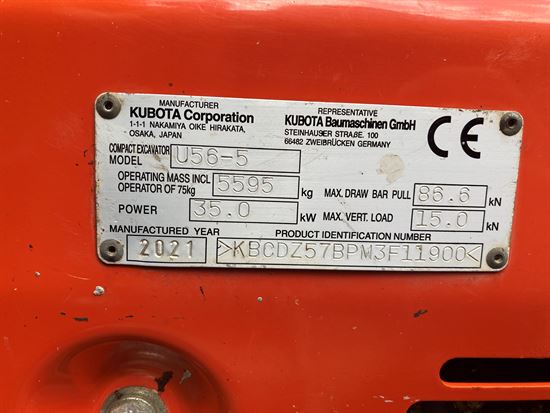 MANUFACTURER
KUBOTA Corporation
1-1-1 NAKAMIYA OIKE HIRAKATA,
OSAKA, JAPAN
REPRESENTATIVE
KUBOTA Baumaschinen GmbH
STEINHAUSER STRAßE. 100
66482 ZWEIBRÜCKEN GERMANY
CE
COMPACT EXCAVATOR
MODEL U56-5
OPERATING MASS INCL
OPERATOR OF 75kg 5595 kg
MAX. DRAW BAR PULL 86.6 kN
POWER 35.0 kW
MAX. VERT. LOAD 15.0 kN
MANUFACTURED YEAR
2021
PRODUCT IDENTIFICATION NUMBER
>KBCDZ57BPM3F11900<